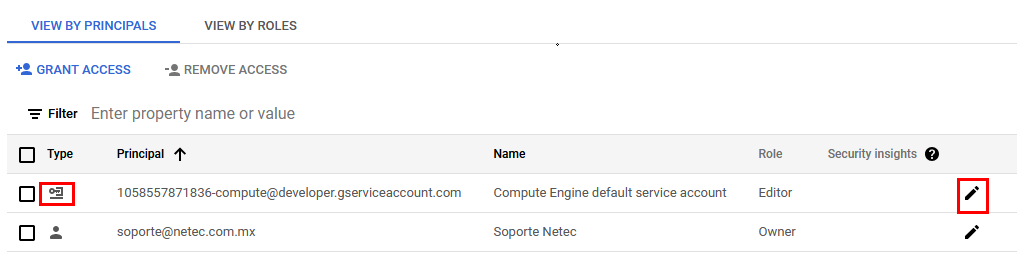 VIEW BY PRINCIPALS VIEW BY ROLES
GRANT ACCESS REMOVE ACCESS
Filter Enter property name or value
Type Principal Name Role Security insights ?
1058557871836-compute@developer.gserviceaccount.com Compute Engine default service account Editor
soporte@netec.com.mx Soporte Netec Owner